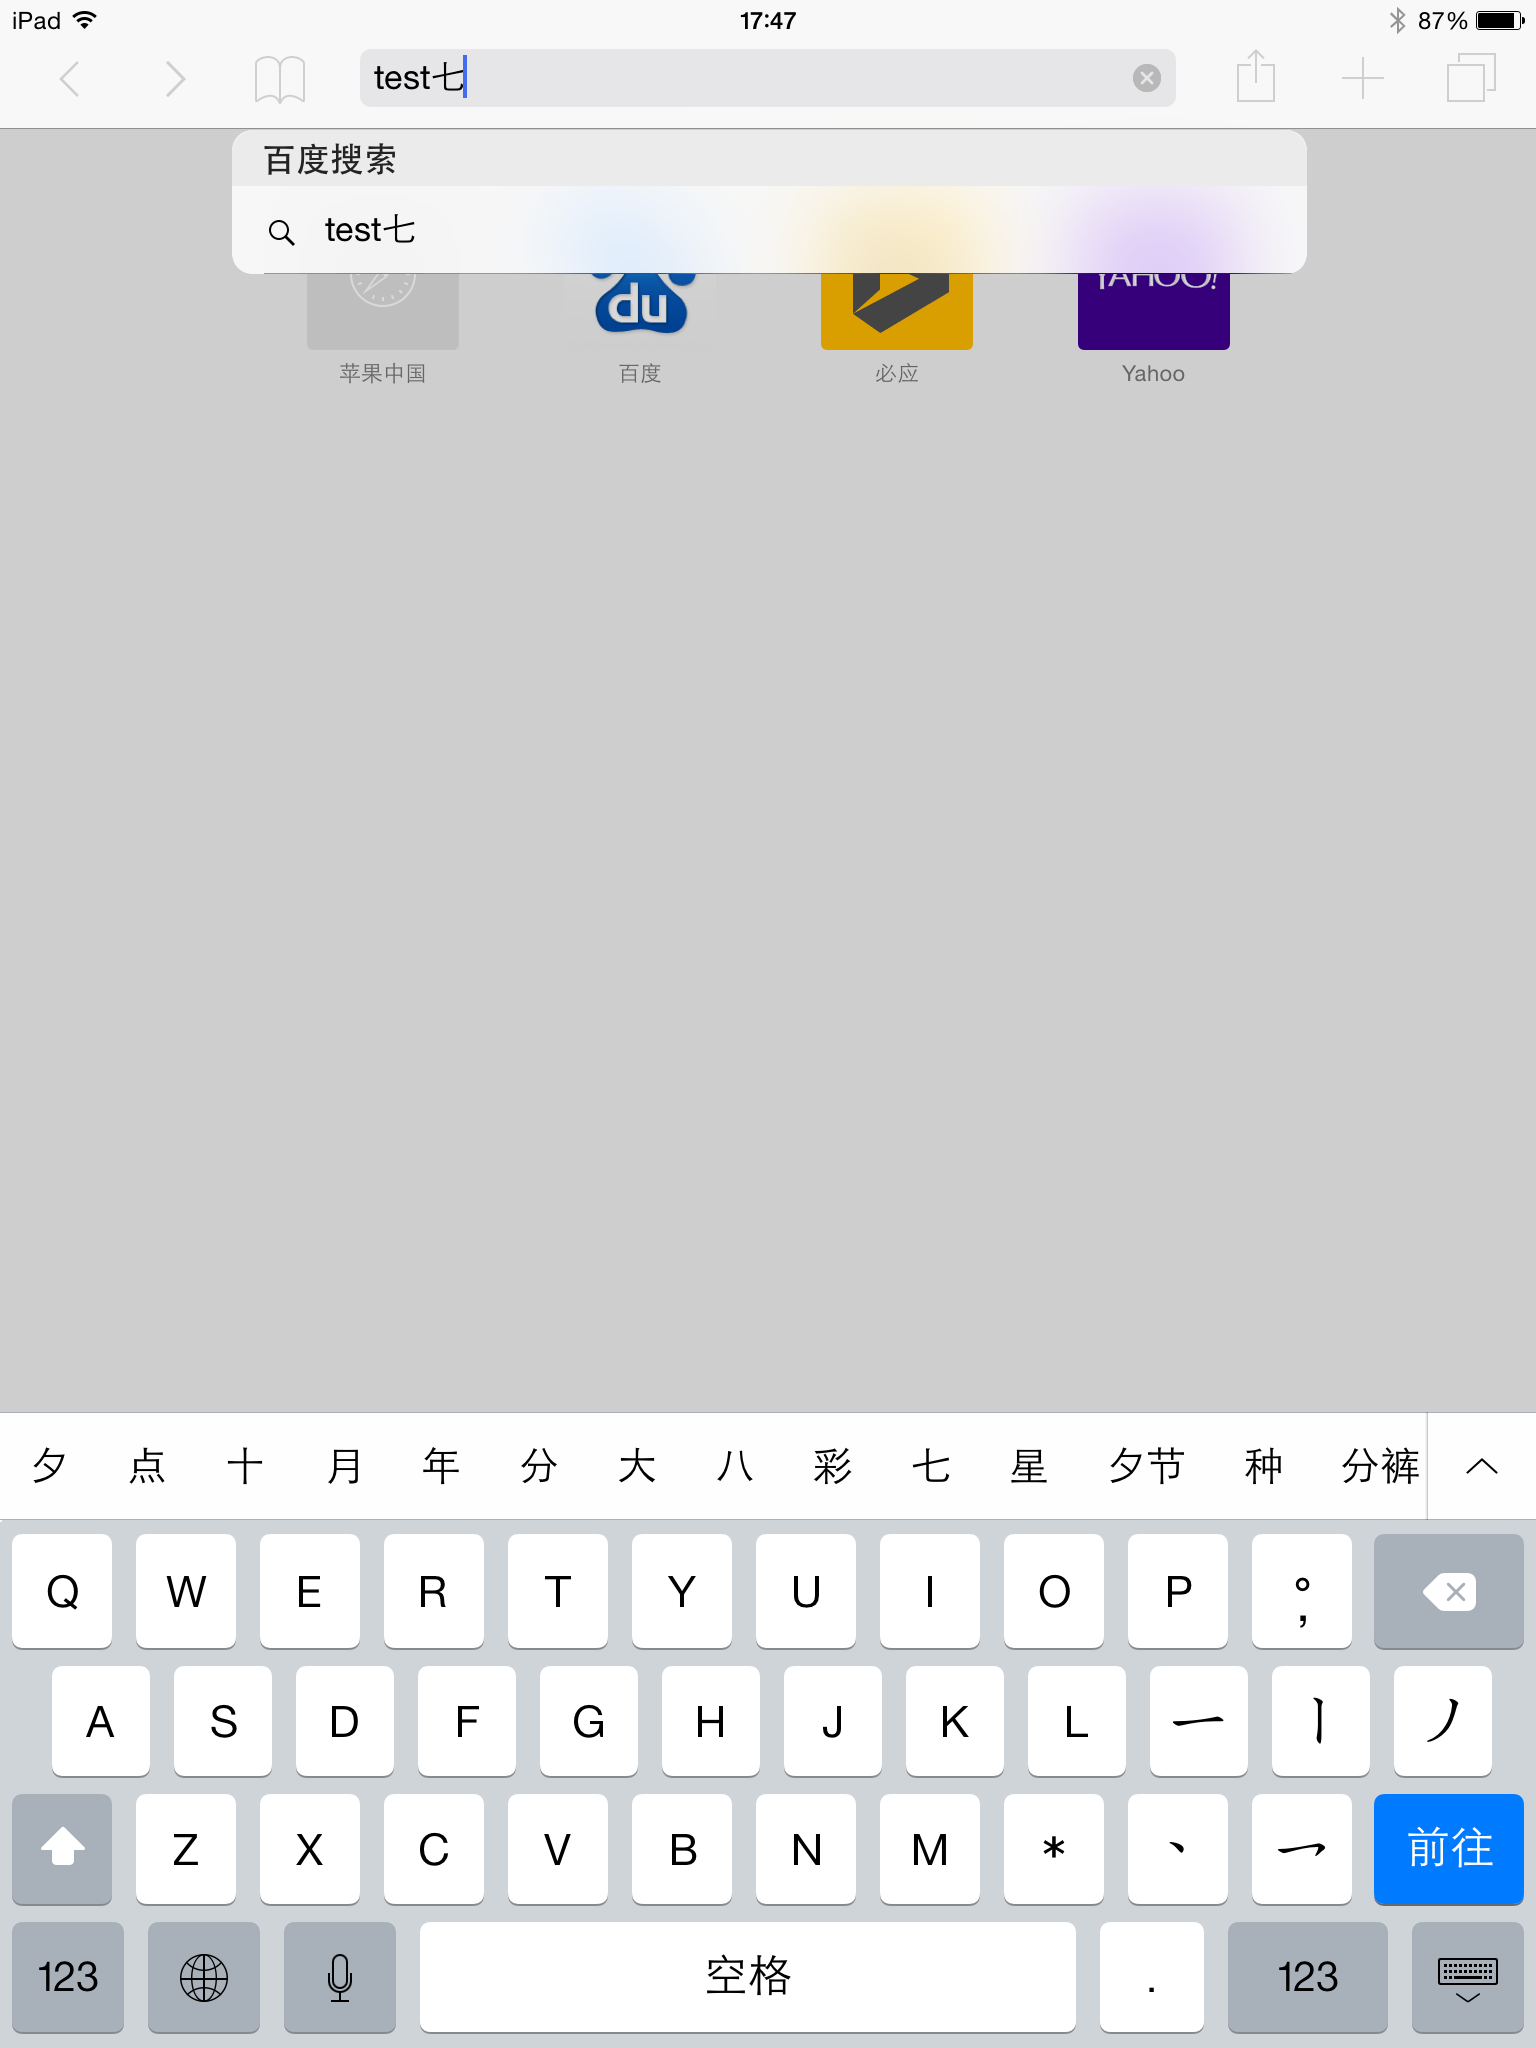 iPad 17:47 87%
test七
百度搜索
test七
du YAHOO!
苹果中国 百度 必应 Yahoo
夕 点 十 月 年 分 大 八 彩 七 星 夕节 种 分裤
Q W E R T Y U I O P 。,
A S D F G H J K L 一 丨 丿
Z X C V B N M * 丶 ㇀ 前往
123 空格 . 123